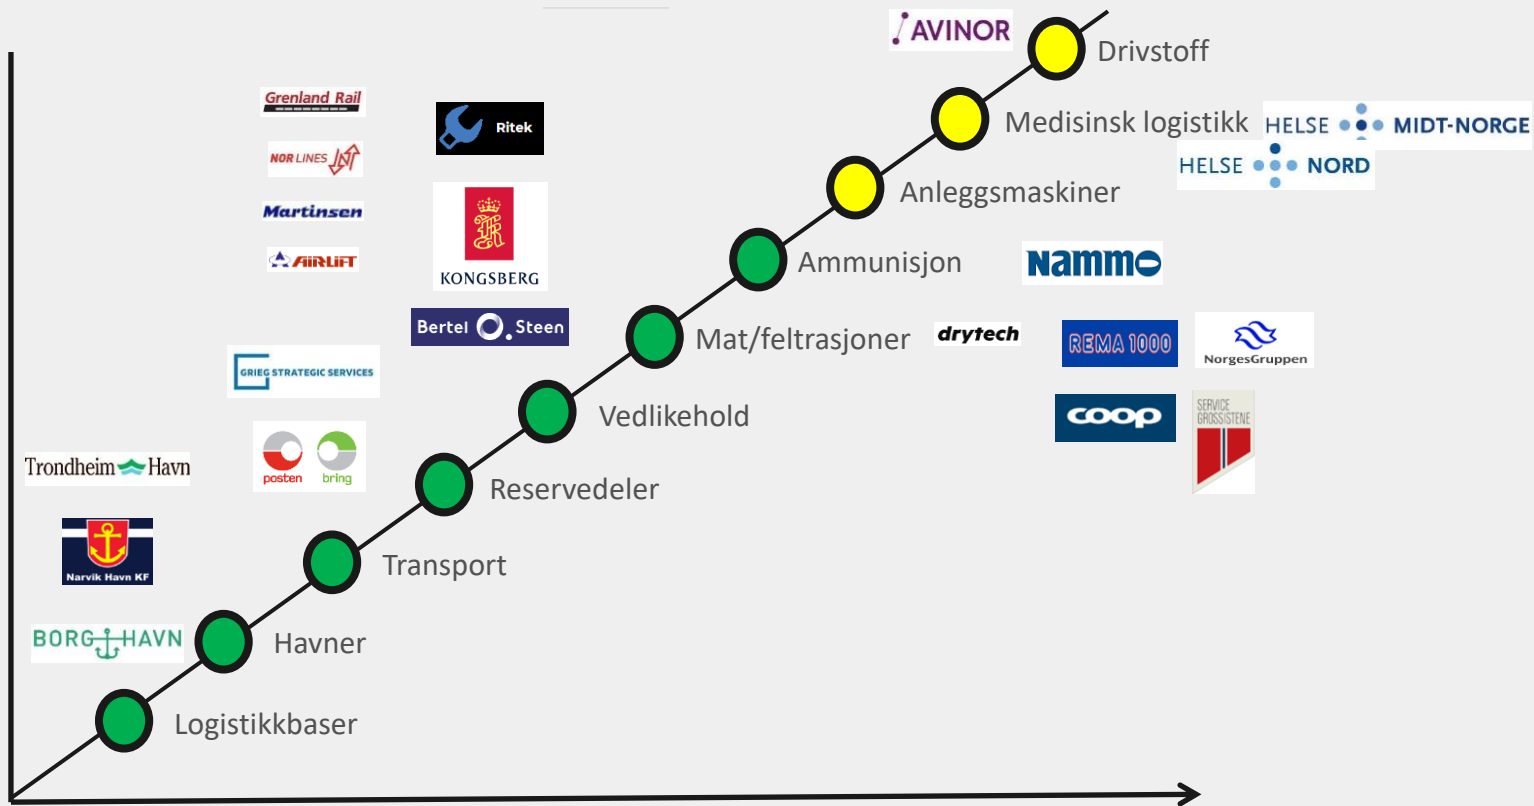 AVINOR
Drivstoff
Grenland Rail
Ritek
Medisinsk logistikk
HELSE MIDT-NORGE
NOR LINES NT
HELSE NORD
Anleggsmaskiner
Martinsen
KONGSBERG
AIRLIFT
Ammunisjon
Nammo
Bertel O. Steen
Mat/feltrasjoner
drytech
REMA 1000
NorgesGruppen
GRIEG STRATEGIC SERVICES
Vedlikehold
coop
SERVICE
GROSSISTENE
Trondheim Havn
posten
bring
Reservedeler
Narvik Havn KF
Transport
BORG HAVN
Havner
Logistikkbaser